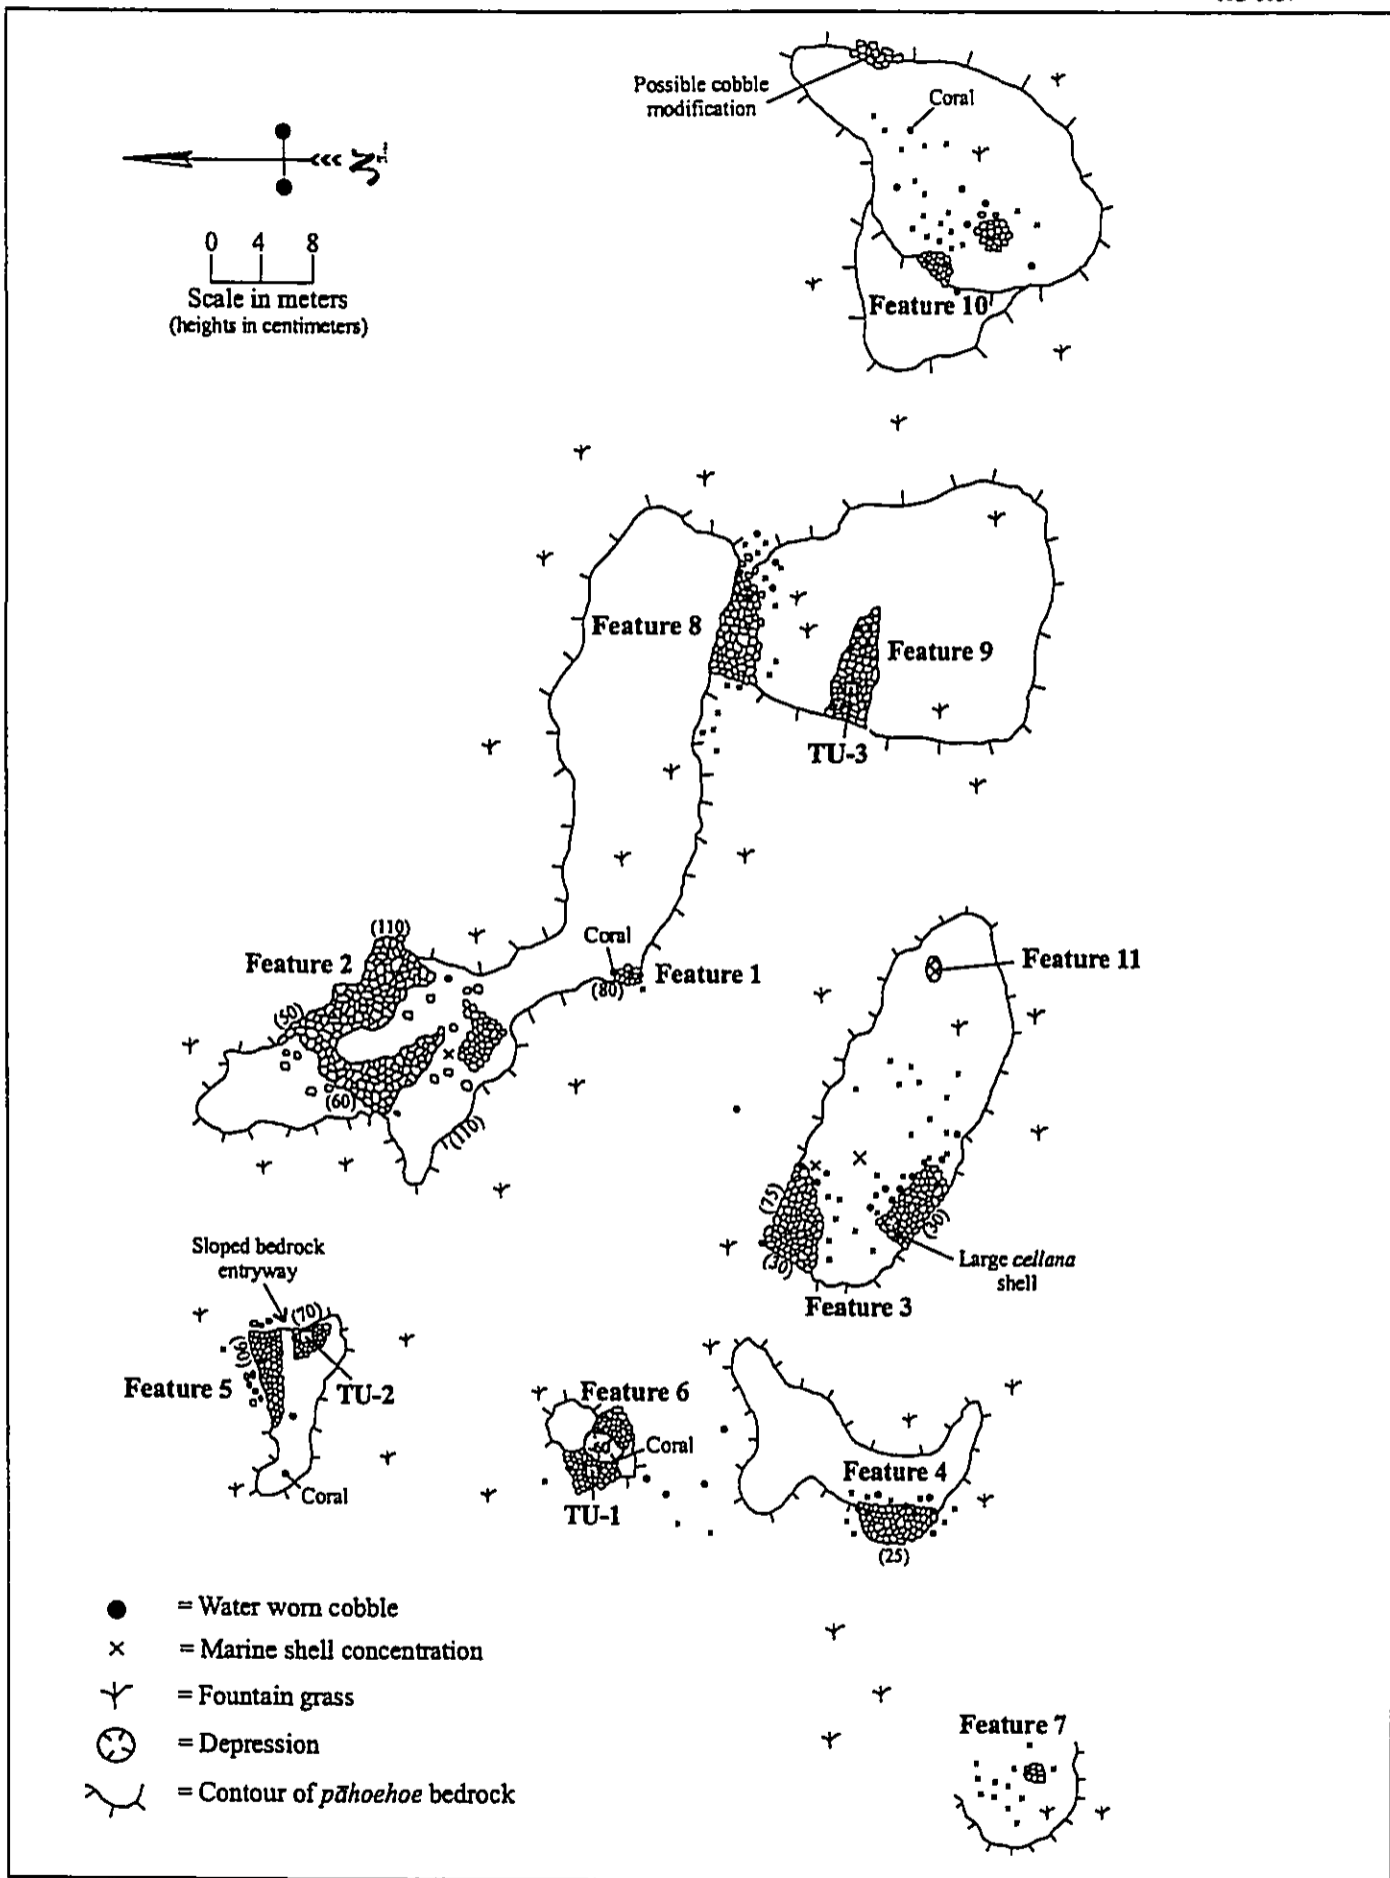 Possible cobble
modification
Coral
N
0 4 8
Scale in meters
(heights in centimeters)
Feature 10
Feature 8
Feature 9
TU-3
(110)
Feature 2
Coral
Feature 1
(80)
(50)
(60)
(110)
Feature 11
(75)
(30)
(30)
Large cellana
shell
Feature 3
Sloped bedrock
entryway
(70)
(90)
Feature 5
TU-2
Coral
Feature 6
-60
Coral
TU-1
Feature 4
(25)
= Water worn cobble
= Marine shell concentration
= Fountain grass
= Depression
= Contour of pāhoehoe bedrock
Feature 7